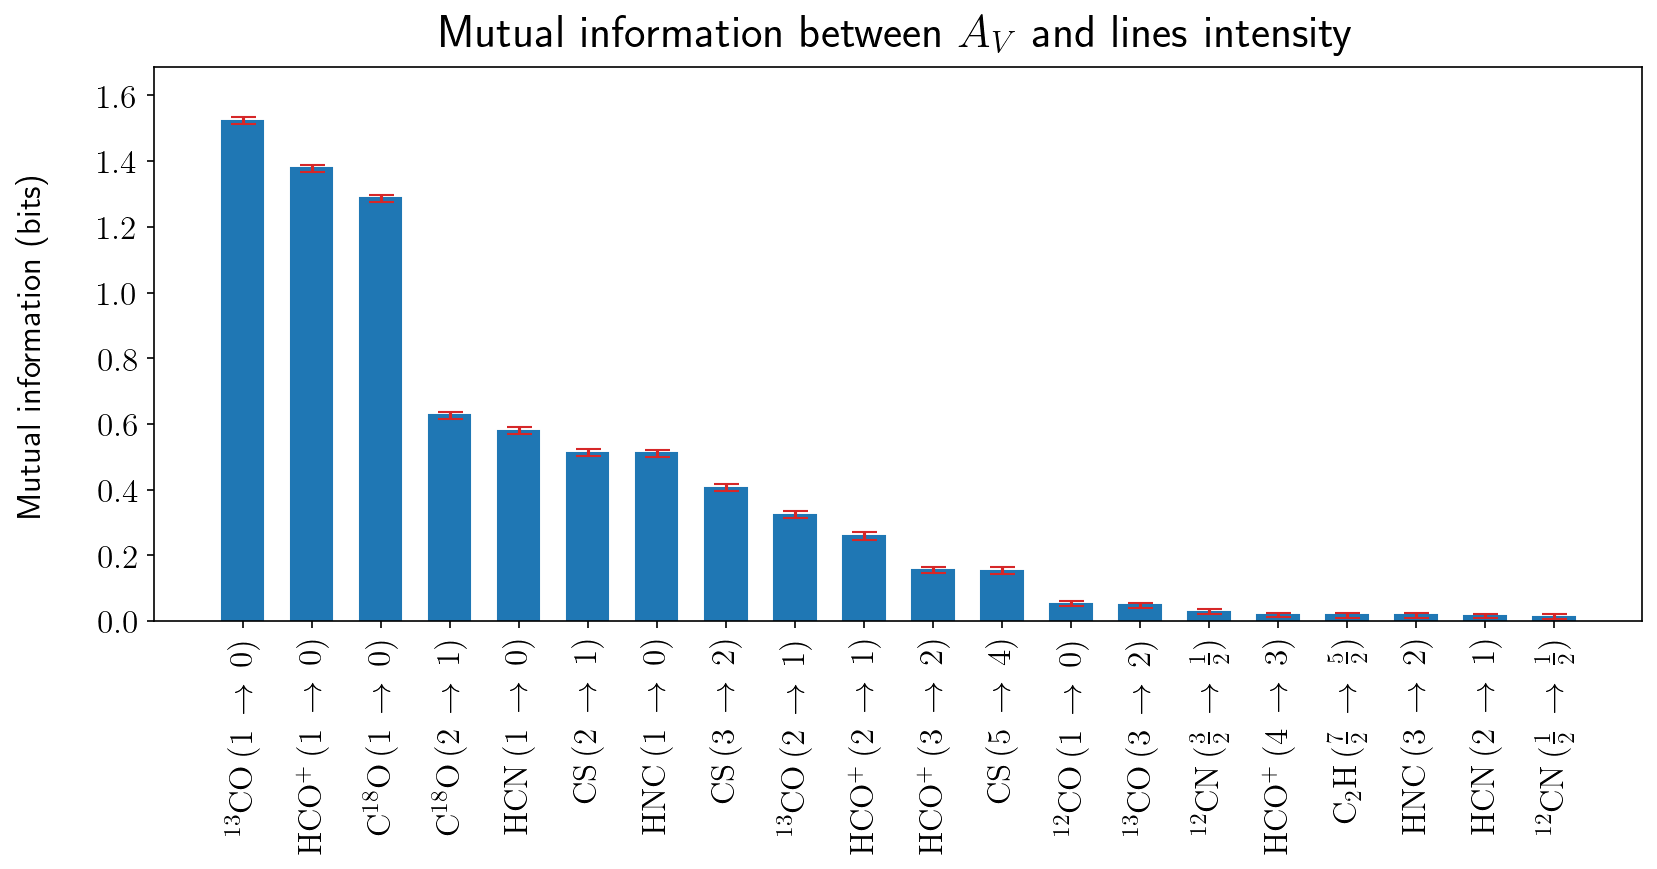 Mutual information between A_V and lines intensity
Mutual information (bits)
1.6
1.4
1.2
1.0
0.8
0.6
0.4
0.2
0.0
¹³CO (1 → 0)
HCO⁺ (1 → 0)
C¹⁸O (1 → 0)
C¹⁸O (2 → 1)
HCN (1 → 0)
CS (2 → 1)
HNC (1 → 0)
CS (3 → 2)
¹³CO (2 → 1)
HCO⁺ (2 → 1)
HCO⁺ (3 → 2)
CS (5 → 4)
¹²CO (1 → 0)
¹³CO (3 → 2)
¹²CN (3/2 → 1/2)
HCO⁺ (4 → 3)
C₂H (7/2 → 5/2)
HNC (3 → 2)
HCN (2 → 1)
¹²CN (1/2 → 1/2)